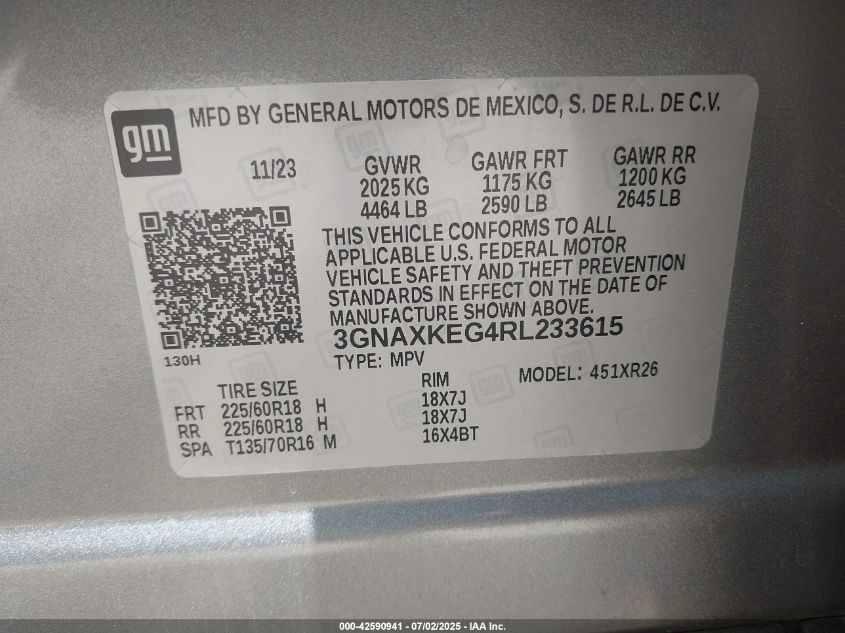 gm
MFD BY GENERAL MOTORS DE MEXICO, S. DE R.L. DE C.V.
11/23 GVWR GAWR FRT GAWR RR
2025 KG 1175 KG 1200 KG
4464 LB 2590 LB 2645 LB
THIS VEHICLE CONFORMS TO ALL
APPLICABLE U.S. FEDERAL MOTOR
VEHICLE SAFETY AND THEFT PREVENTION
STANDARDS IN EFFECT ON THE DATE OF
MANUFACTURE SHOWN ABOVE.
3GNAXKEG4RL233615
130H
TYPE: MPV MODEL: 451XR26
TIRE SIZE RIM
FRT 225/60R18 H 18X7J
RR 225/60R18 H 18X7J
SPA T135/70R16 M 16X4BT
000-42590941 - 07/02/2025 - IAA Inc.